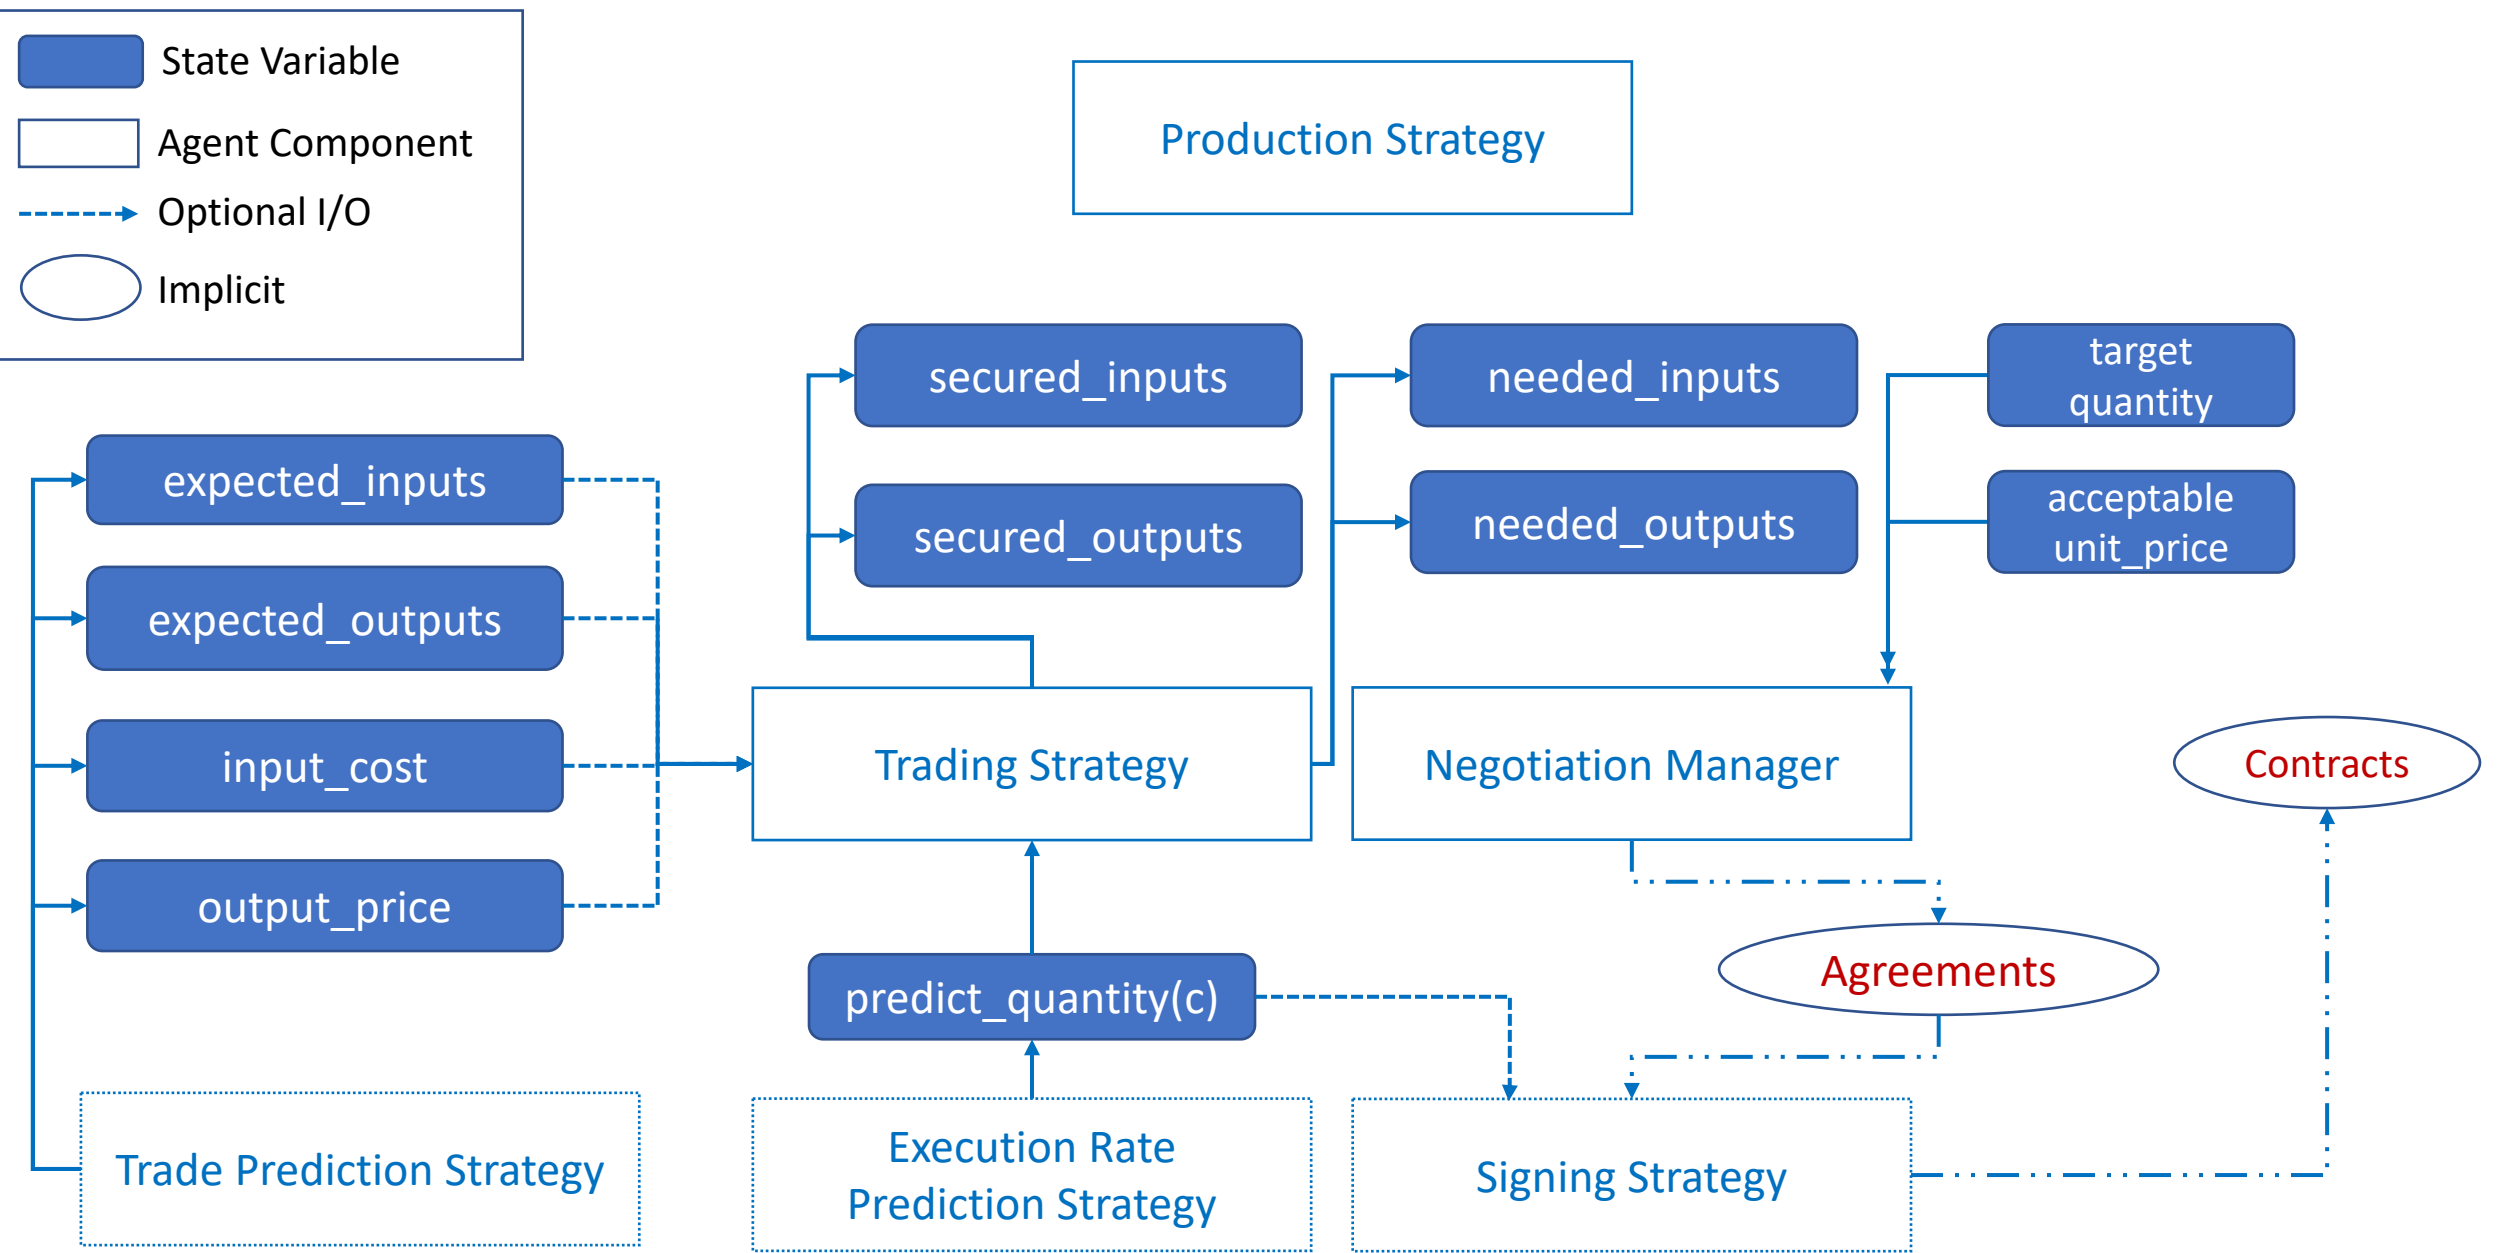 State Variable
Agent Component
Optional I/O
Implicit
Production Strategy
secured_inputs
needed_inputs
target
quantity
expected_inputs
secured_outputs
needed_outputs
acceptable
unit_price
expected_outputs
input_cost
Trading Strategy
Negotiation Manager
Contracts
output_price
predict_quantity(c)
Agreements
Trade Prediction Strategy
Execution Rate
Prediction Strategy
Signing Strategy